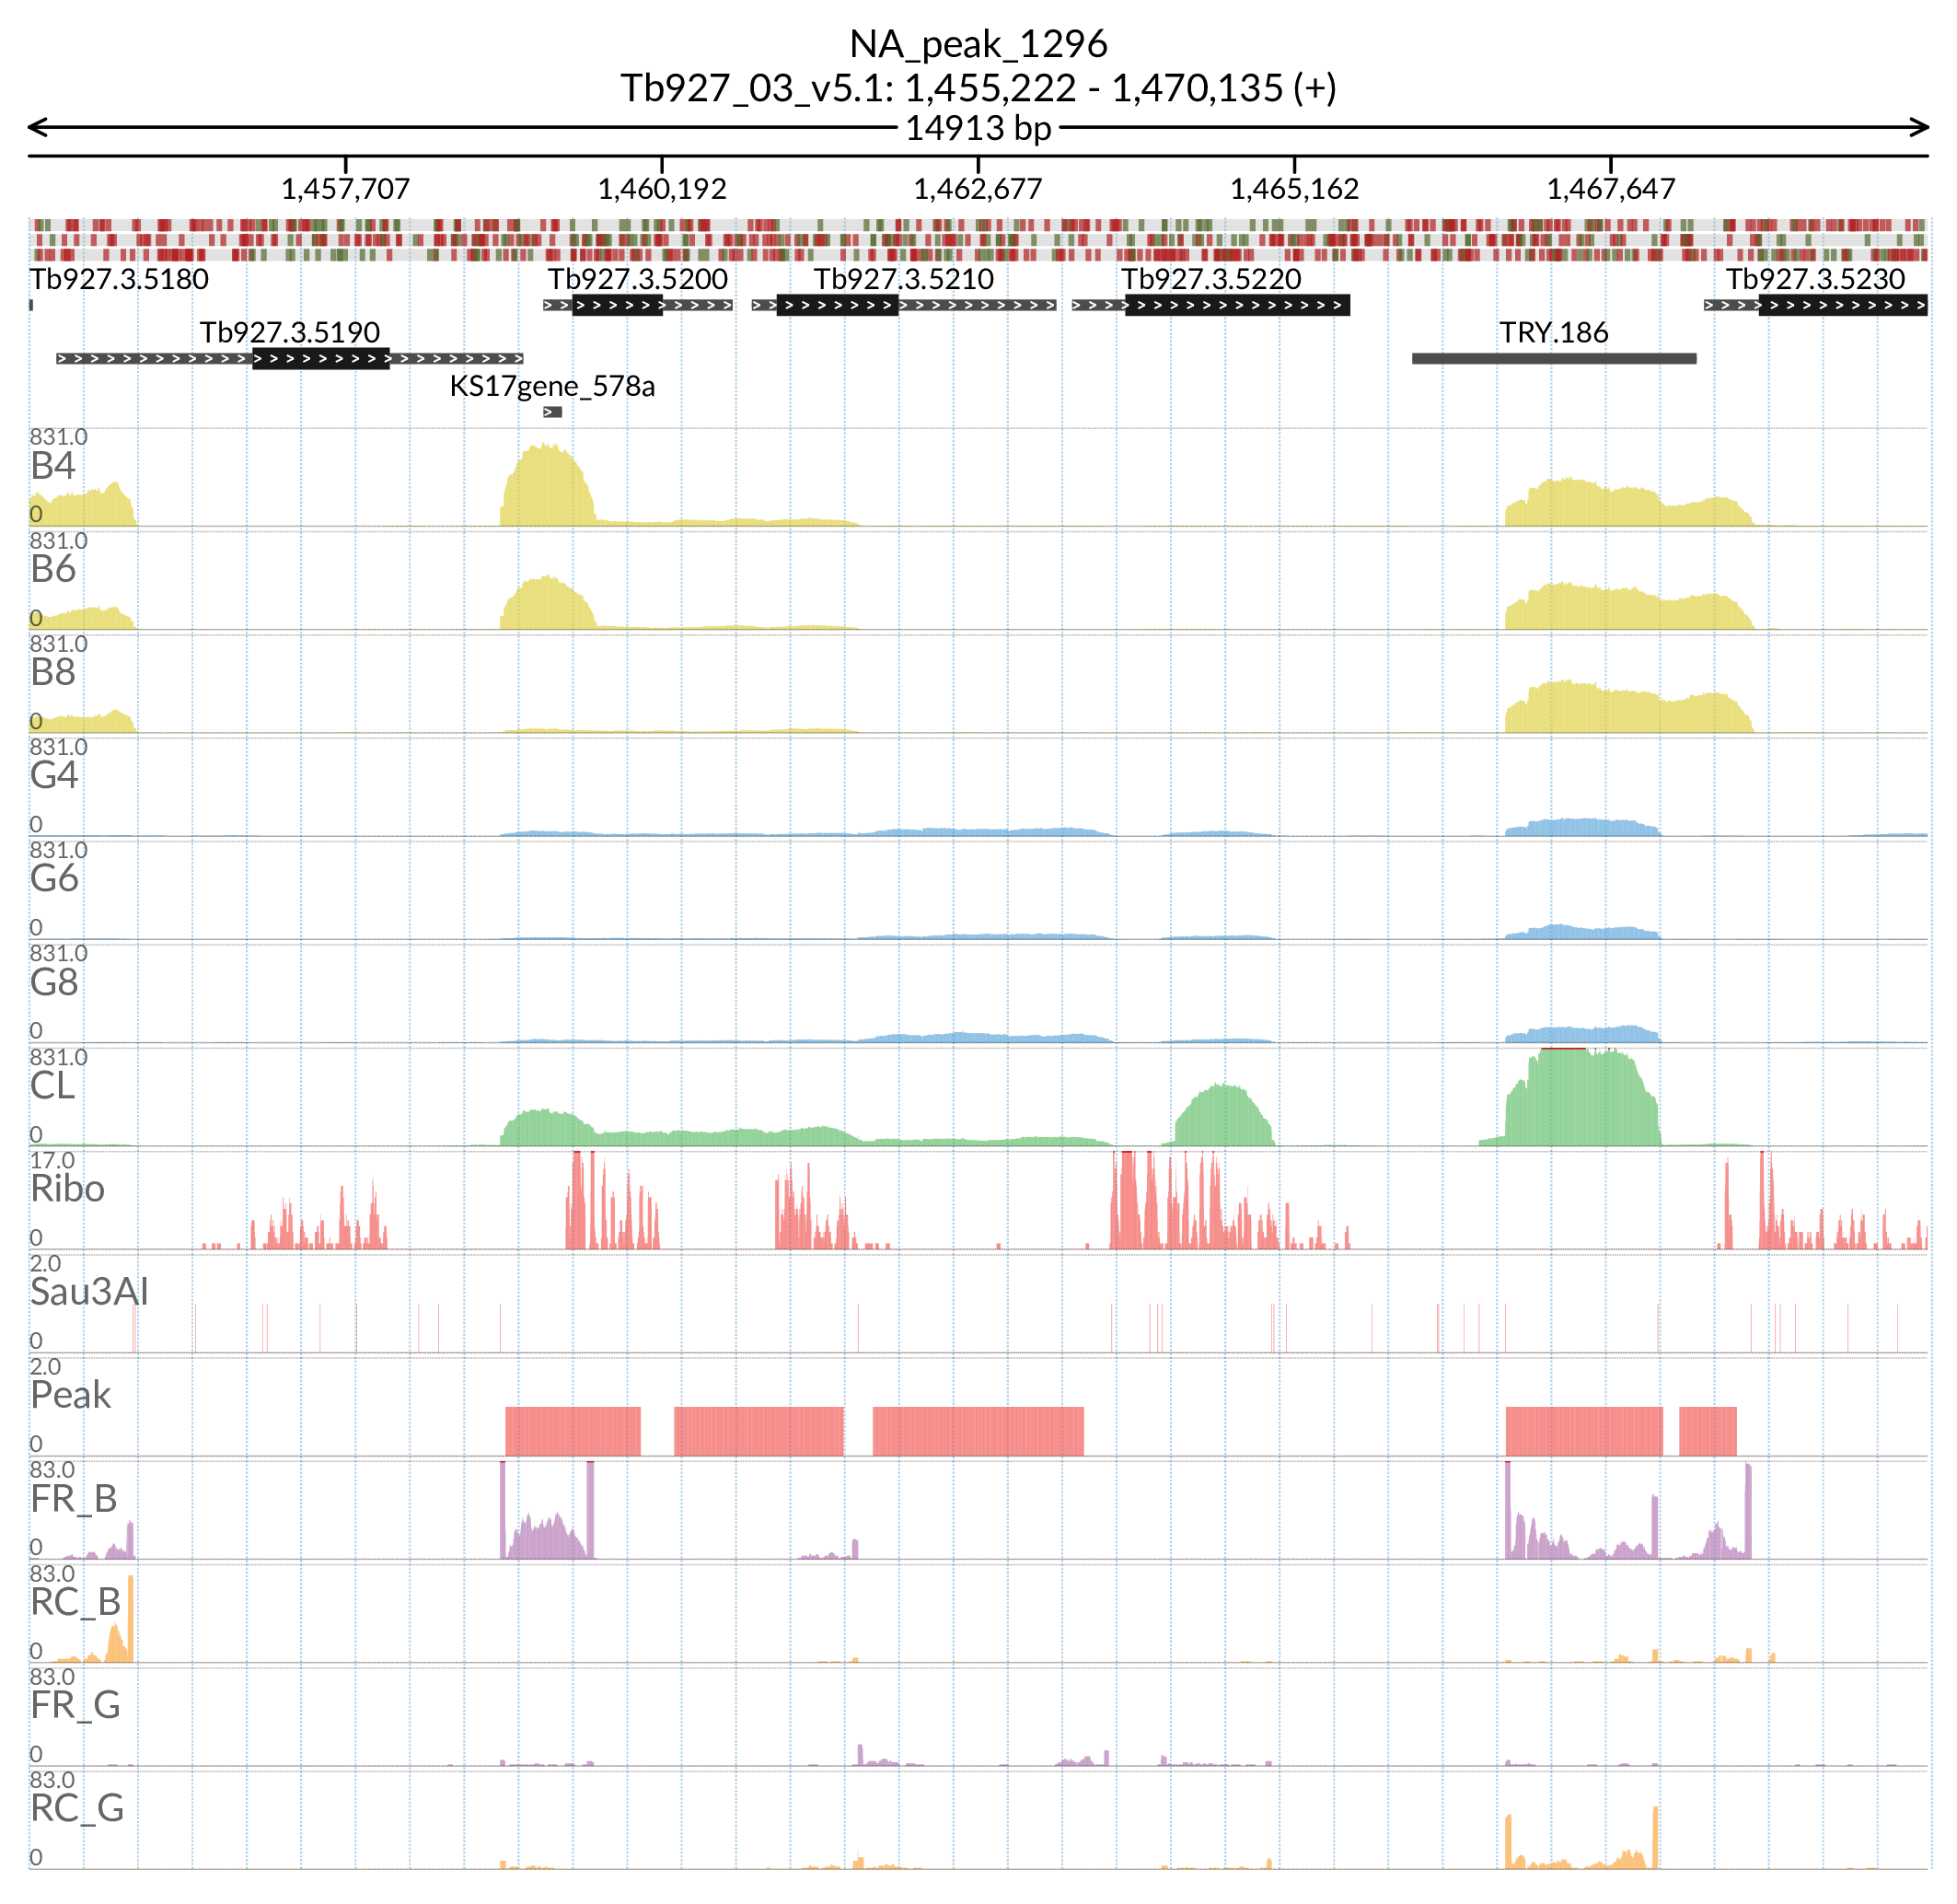 NA_peak_1296
Tb927_03_v5.1: 1,455,222 - 1,470,135 (+)
14913 bp
1,457,707 1,460,192 1,462,677 1,465,162 1,467,647
Tb927.3.5180 Tb927.3.5200 Tb927.3.5210 Tb927.3.5220 Tb927.3.5230
Tb927.3.5190 TRY.186
KS17gene_578a
831.0
B4
0
831.0
B6
0
831.0
B8
0
831.0
G4
0
831.0
G6
0
831.0
G8
0
831.0
CL
0
17.0
Ribo
0
2.0
Sau3AI
0
2.0
Peak
0
83.0
FR_B
0
83.0
RC_B
0
83.0
FR_G
0
83.0
RC_G
0